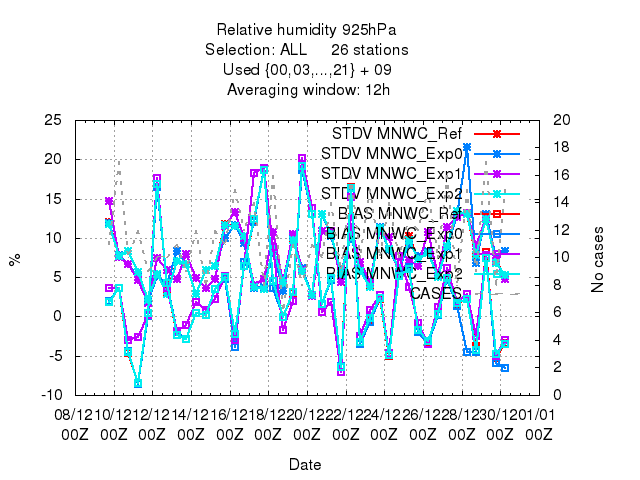 Relative humidity 925hPa
Selection: ALL 26 stations
Used {00,03,...,21} + 09
Averaging window: 12h
25
20
15
10
5
0
-5
-10
%
20
18
16
14
12
10
8
6
4
2
0
No cases
STDV MNWC_Ref
STDV MNWC_Exp0
STDV MNWC_Exp1
STDV MNWC_Exp2
BIAS MNWC_Ref
BIAS MNWC_Exp0
BIAS MNWC_Exp1
BIAS MNWC_Exp2
CASES
08/12 10/12 12/12 14/12 16/12 18/12 20/12 22/12 24/12 26/12 28/12 30/12 01/01
00Z 00Z 00Z 00Z 00Z 00Z 00Z 00Z 00Z 00Z 00Z 00Z 00Z
Date